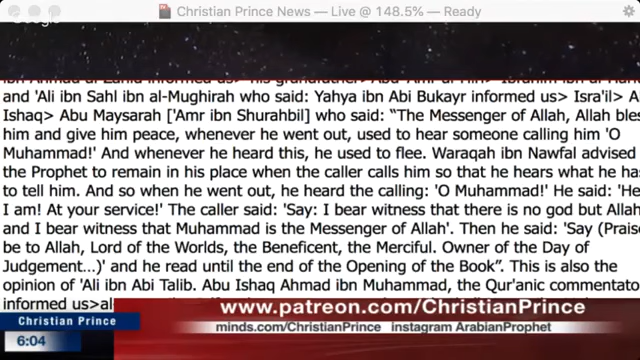 Christian Prince News — Live @ 148.5% — Ready
and 'Ali ibn Sahl ibn al-Mughirah who said: Yahya ibn Abi Bukayr informed us> Isra'il> A
Ishaq> Abu Maysarah ['Amr ibn Shurahbil] who said: “The Messenger of Allah, Allah bles
him and give him peace, whenever he went out, used to hear someone calling him 'O
Muhammad!' And whenever he heard this, he used to flee. Waraqah ibn Nawfal advised
the Prophet to remain in his place when the caller calls him so that he hears what he has
to tell him. And so when he went out, he heard the calling: 'O Muhammad!' He said: 'He
I am! At your service!' The caller said: 'Say: I bear witness that there is no god but Allah
and I bear witness that Muhammad is the Messenger of Allah'. Then he said: 'Say (Praise
be to Allah, Lord of the Worlds, the Beneficent, the Merciful. Owner of the Day of
Judgement...)' and he read until the end of the Opening of the Book”. This is also the
opinion of 'Ali ibn Abi Talib. Abu Ishaq Ahmad ibn Muhammad, the Qur'anic commentato
informed us>al
www.patreon.com/ChristianPrince
Christian Prince
minds.com/ChristianPrince instagram ArabianProphet
6:04